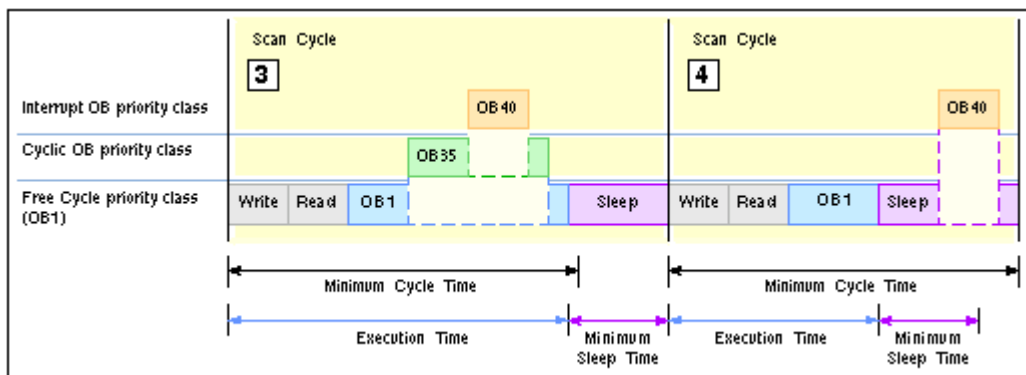 Scan Cycle
Scan Cycle
3
4
Interrupt OB priority class
OB40
OB40
Cyclic OB priority class
OB35
Free Cycle priority class
(OB1)
Write
Read
OB1
Sleep
Write
Read
OB1
Sleep
Minimum Cycle Time
Minimum Cycle Time
Execution Time
Minimum
Sleep Time
Execution Time
Minimum
Sleep Time